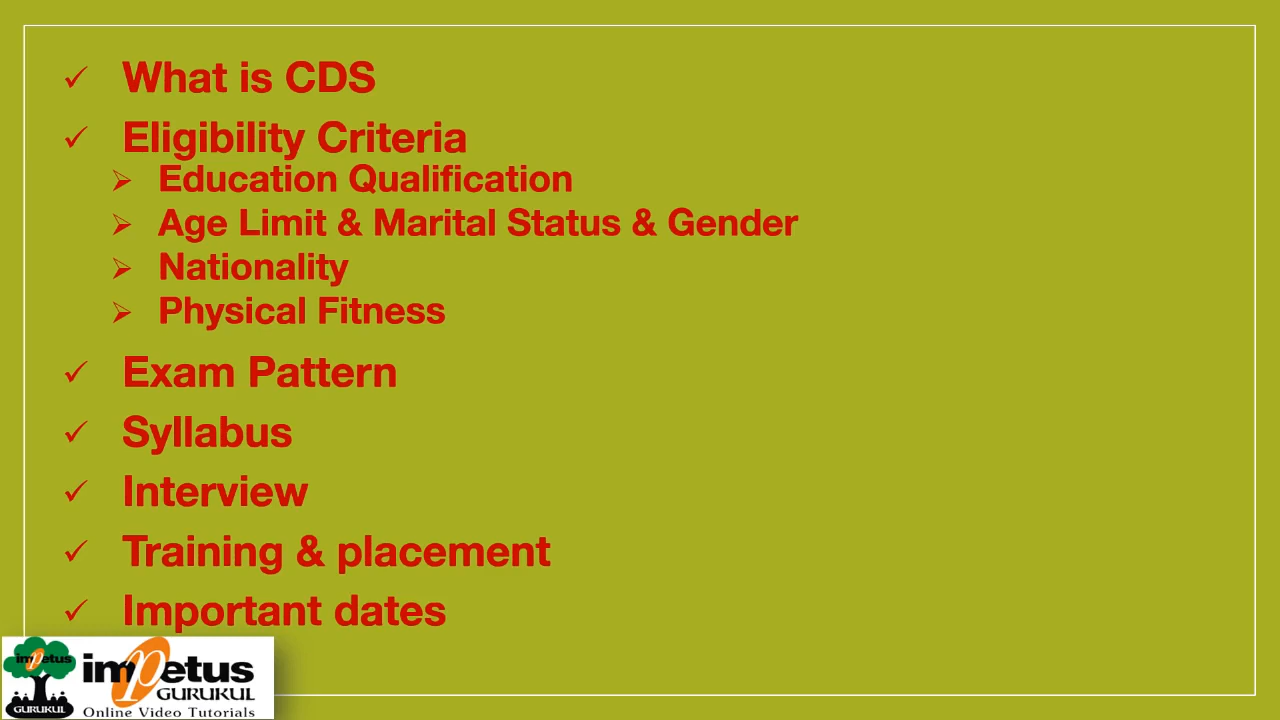 What is CDS
Eligibility Criteria
Education Qualification
Age Limit & Marital Status & Gender
Nationality
Physical Fitness
Exam Pattern
Syllabus
Interview
Training & placement
Important dates
impetus
GURUKUL
impetus
GURUKUL
Online Video Tutorials